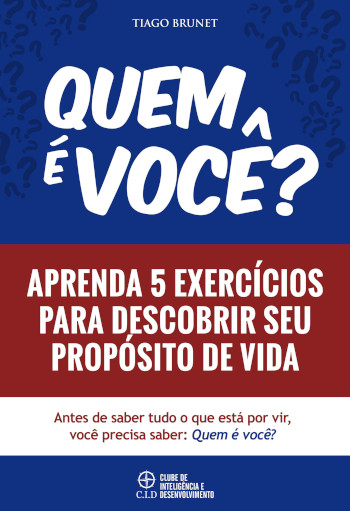 TIAGO BRUNET
QUEM
É VOCÊ?
APRENDA 5 EXERCÍCIOS
PARA DESCOBRIR SEU
PROPÓSITO DE VIDA
Antes de saber tudo o que está por vir,
você precisa saber: Quem é você?
C.I.D
CLUBE DE
INTELIGÊNCIA E
DESENVOLVIMENTO